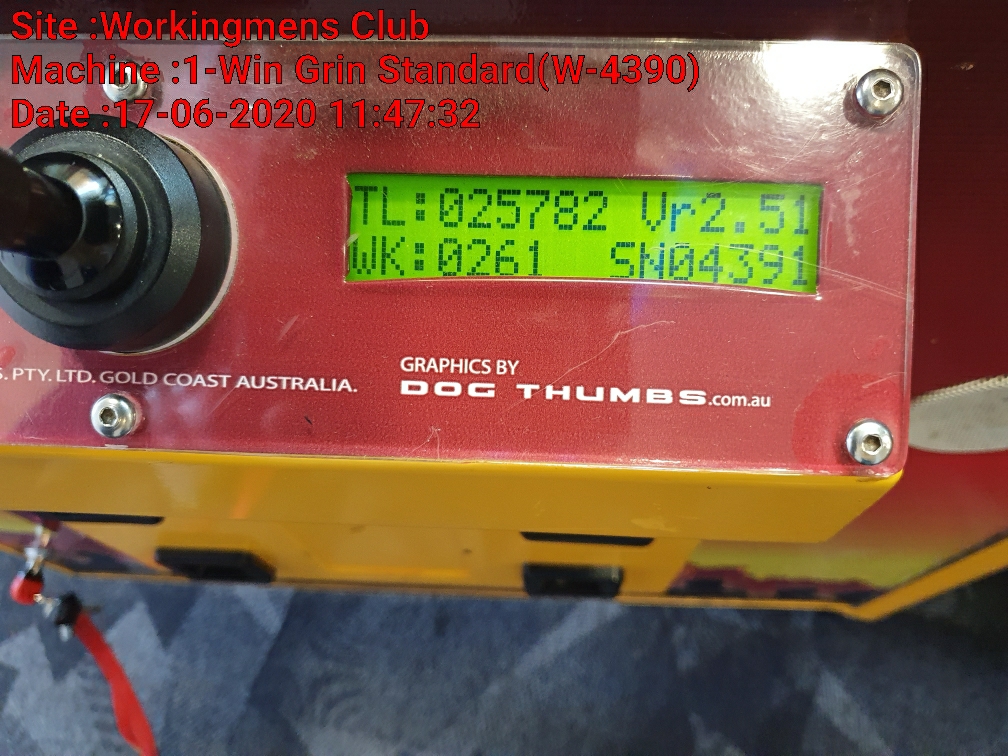 Site :Workingmens Club
Machine :1-Win Grin Standard(W-4390)
Date :17-06-2020 11:47:32
TL:025782 Vr2.51
WK:0261 SN04391
S. PTY. LTD. GOLD COAST AUSTRALIA.
GRAPHICS BY
DOG THUMBS.com.au